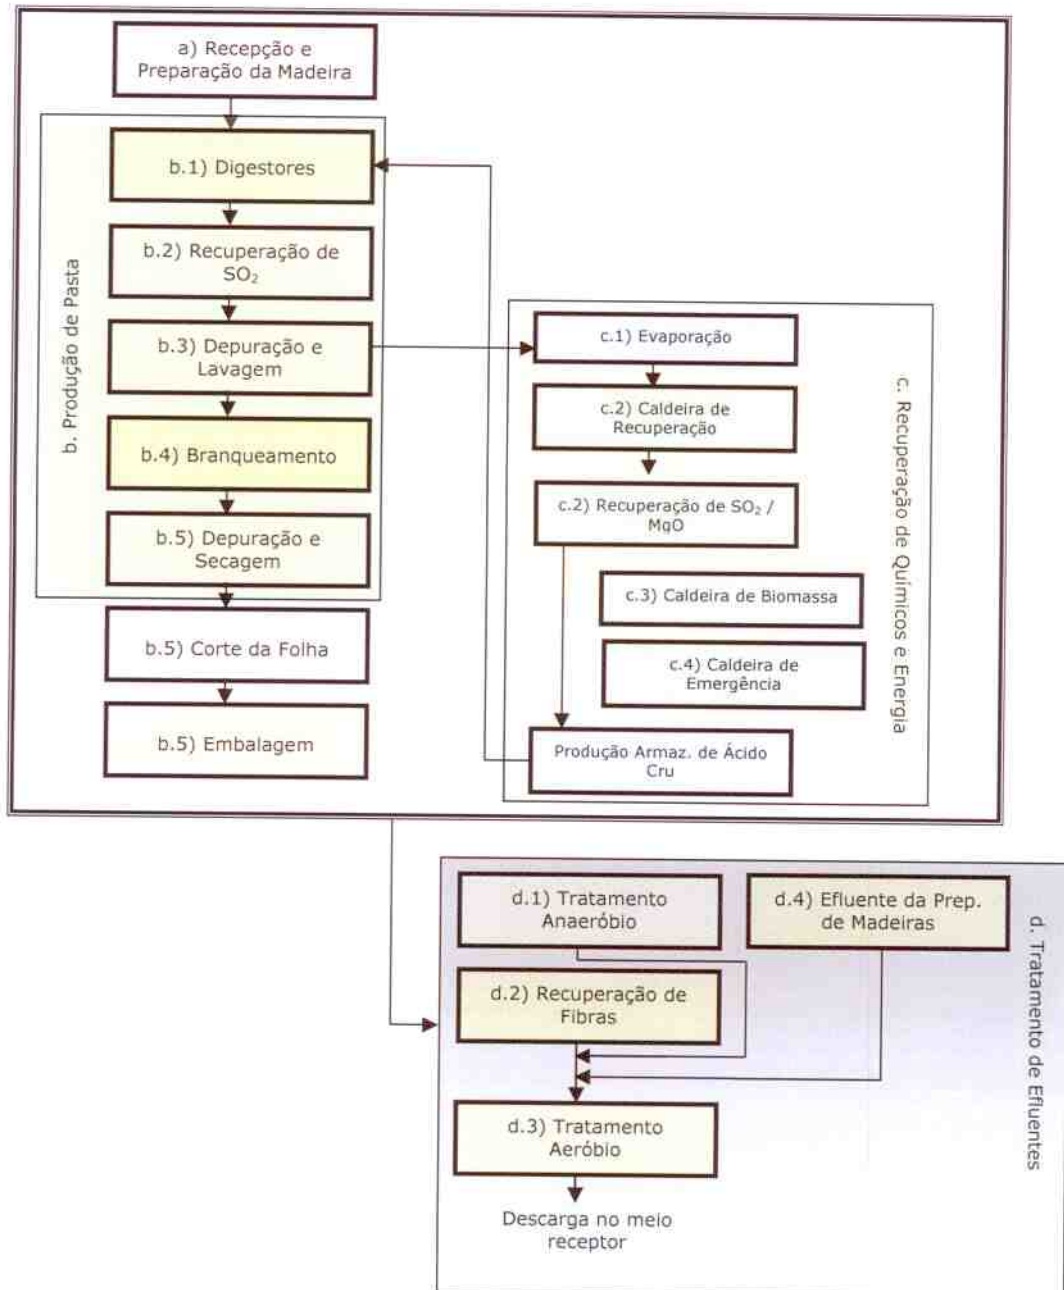 a) Recepção e
Preparação da Madeira
b. Produção de Pasta
b.1) Digestores
b.2) Recuperação de
SO₂
b.3) Depuração e
Lavagem
b.4) Branqueamento
b.5) Depuração e
Secagem
b.5) Corte da Folha
b.5) Embalagem
c. Recuperação de Químicos e Energia
c.1) Evaporação
c.2) Caldeira de
Recuperação
c.2) Recuperação de SO₂ /
MgO
c.3) Caldeira de Biomassa
c.4) Caldeira de
Emergência
Produção Armaz. de Ácido
Cru
d. Tratamento de Efluentes
d.1) Tratamento
Anaeróbio
d.4) Efluente da Prep.
de Madeiras
d.2) Recuperação de
Fibras
d.3) Tratamento
Aeróbio
Descarga no meio
receptor